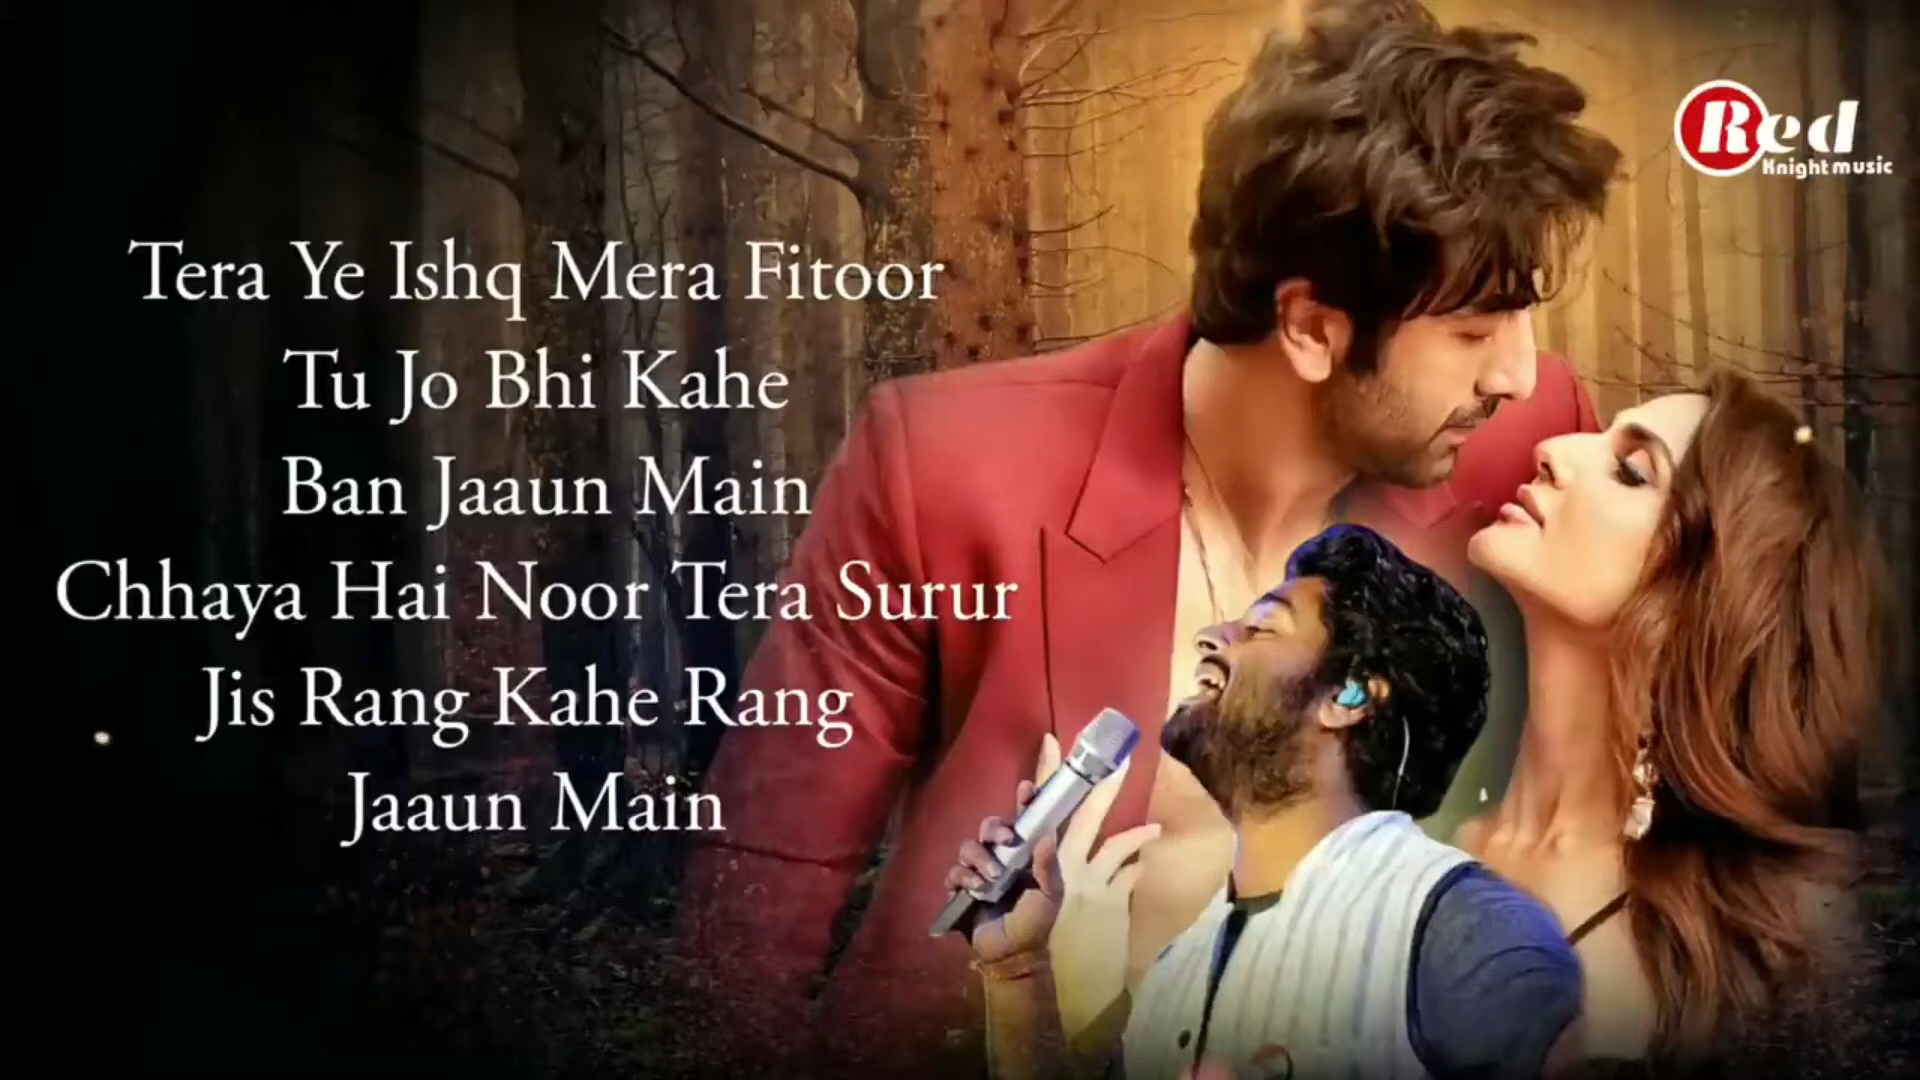 Red
Knight music
Tera Ye Ishq Mera Fitoor
Tu Jo Bhi Kahe
Ban Jaaun Main
Chhaya Hai Noor Tera Surur
Jis Rang Kahe Rang
Jaaun Main